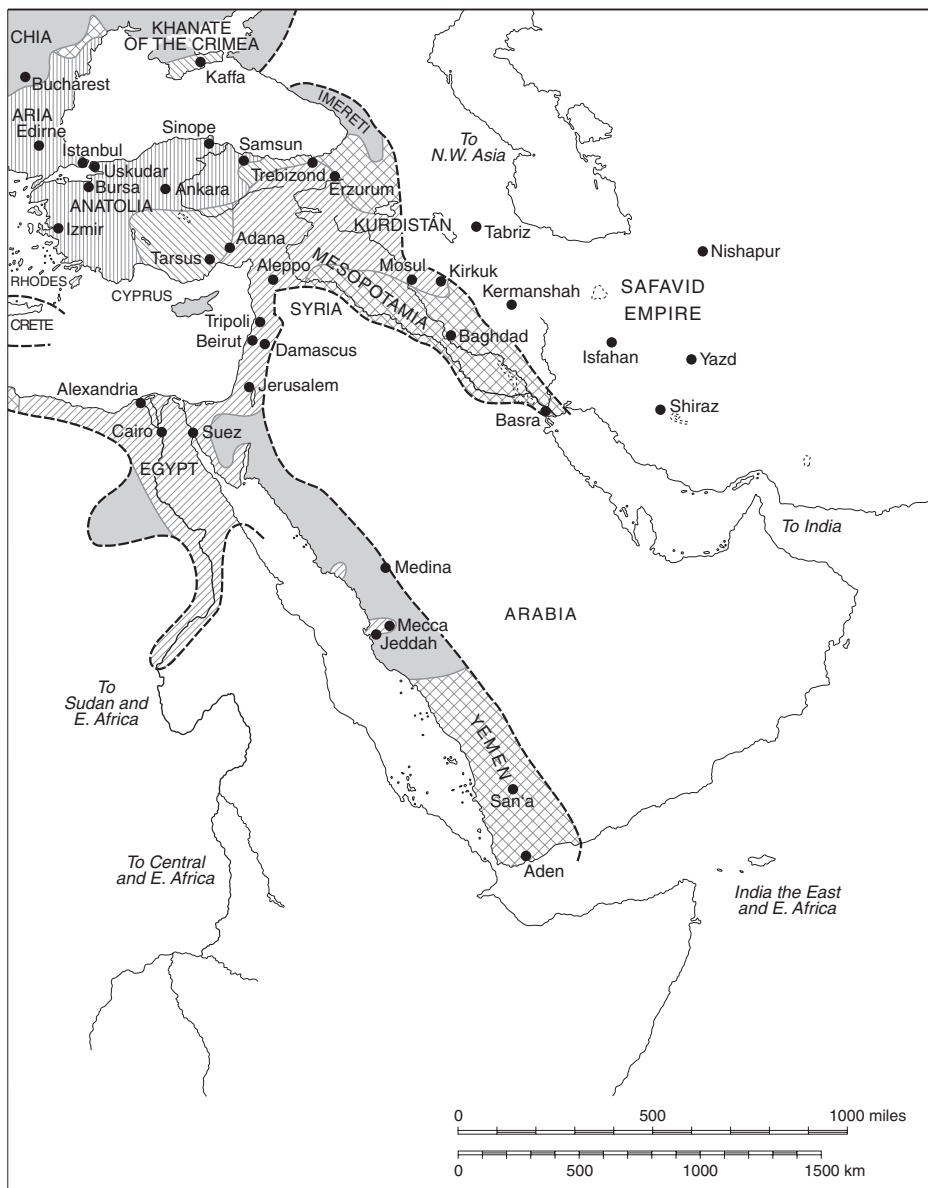 KHANATE
OF THE CRIMEA
CHIA
Kaffa
Bucharest
IMERETI
ARIA
Edirne
Sinope
Samsun
To
N.W. Asia
Istanbul
Uskudar
Trebizond
Bursa
Ankara
Erzurum
ANATOLIA
KURDISTAN
Tabriz
Izmir
Adana
Nishapur
Tarsus
Aleppo
Mosul
Kirkuk
MESOPOTAMIA
RHODES
CYPRUS
Kermanshah
SAFAVID
EMPIRE
CRETE
SYRIA
Tripoli
Beirut
Damascus
Baghdad
Isfahan
Yazd
Alexandria
Jerusalem
Basra
Shiraz
Cairo
Suez
EGYPT
To India
Medina
ARABIA
Mecca
Jeddah
To
Sudan and
E. Africa
YEMEN
San'a
To Central
and E. Africa
Aden
India the East
and E. Africa
0 500 1000 miles
0 500 1000 1500 km